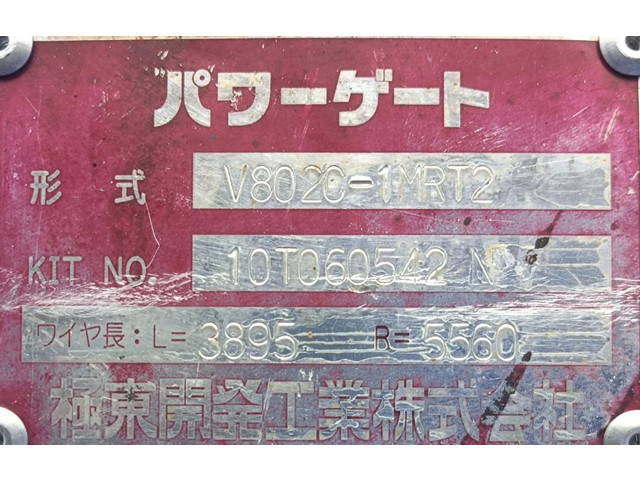 パワーゲート
形式 V802C-1MRT2
KIT NO. 10T060542 N
ワイヤ長:L= 3895 R= 5560
極東開発工業株式会社